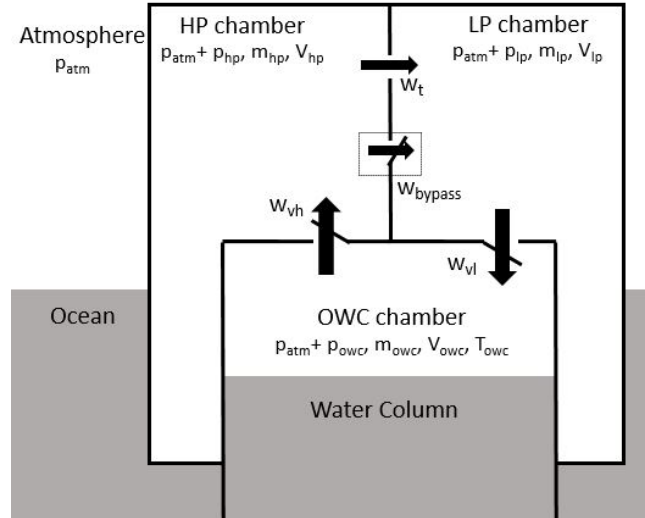 HP chamber
p_atm+ p_hp, m_hp, V_hp
LP chamber
p_atm+ p_lp, m_lp, V_lp
Atmosphere
p_atm
w_t
w_bypass
w_vh
w_vl
Ocean
OWC chamber
p_atm+ p_owc, m_owc, V_owc, T_owc
Water Column